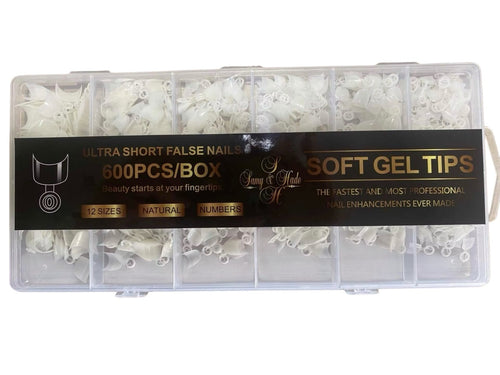 ULTRA SHORT FALSE NAILS
600PCS/BOX
Beauty starts at your fingertips
12 SIZES NATURAL NUMBERS
SOFT GEL TIPS
THE FASTEST AND MOST PROFESSIONAL
NAIL ENHANCEMENTS EVER MADE